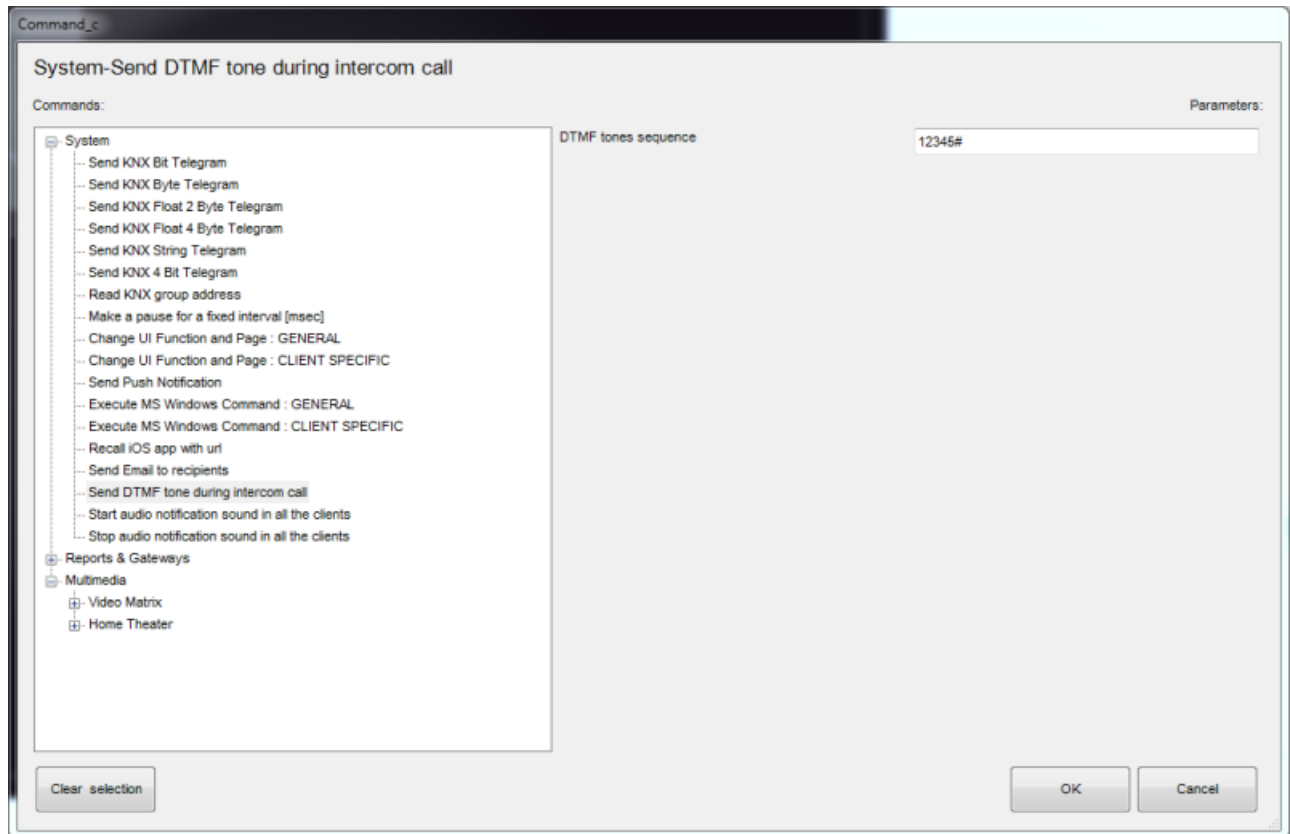 Command_c
System-Send DTMF tone during intercom call
Commands:
Parameters:
System
Send KNX Bit Telegram
Send KNX Byte Telegram
Send KNX Float 2 Byte Telegram
Send KNX Float 4 Byte Telegram
Send KNX String Telegram
Send KNX 4 Bit Telegram
Read KNX group address
Make a pause for a fixed interval [msec]
Change UI Function and Page : GENERAL
Change UI Function and Page : CLIENT SPECIFIC
Send Push Notification
Execute MS Windows Command : GENERAL
Execute MS Windows Command : CLIENT SPECIFIC
Recall iOS app with url
Send Email to recipients
Send DTMF tone during intercom call
Start audio notification sound in all the clients
Stop audio notification sound in all the clients
Reports & Gateways
Multimedia
Video Matrix
Home Theater
DTMF tones sequence
12345#
Clear selection
OK
Cancel